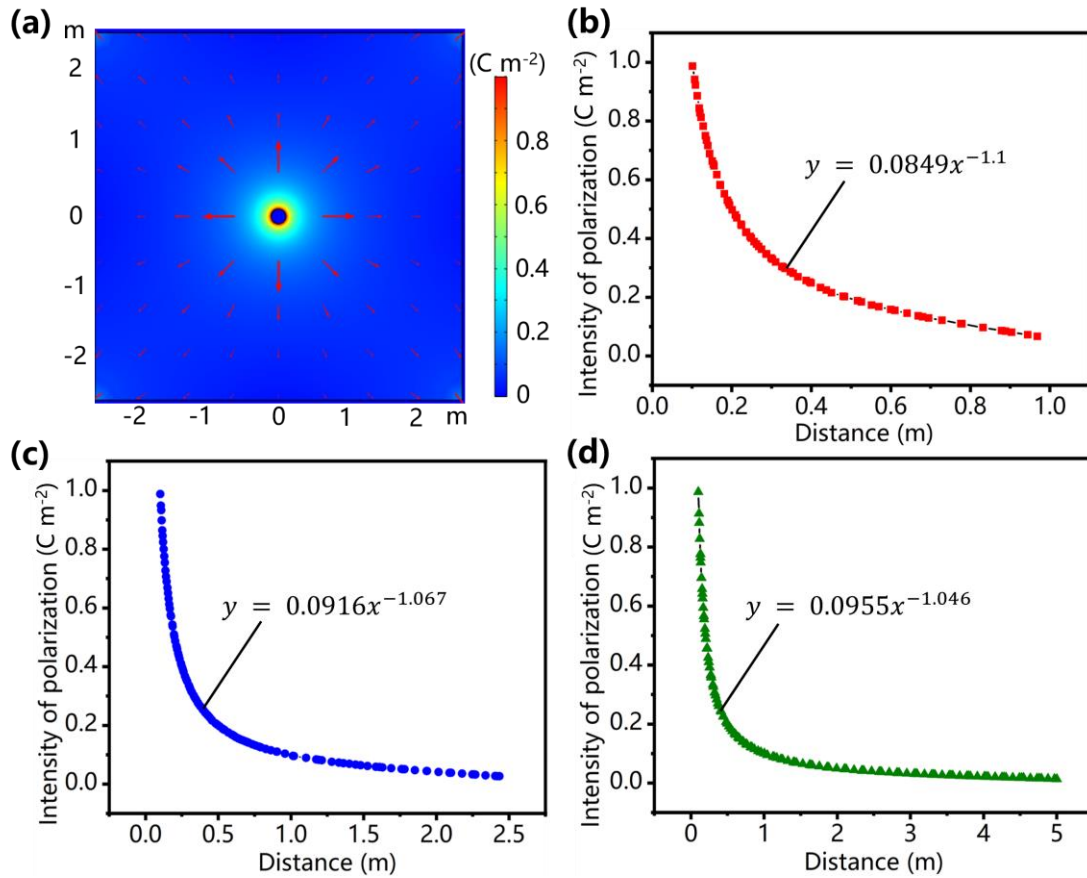 (a)
m
(C m⁻²)
2
1
0
-1
-2
-2 -1 0 1 2 m
0.8
0.6
0.4
0.2
0
(b)
Intensity of polarization (C m⁻²)
1.0
0.8
0.6
0.4
0.2
0.0
y = 0.0849x⁻¹·¹
0.0 0.2 0.4 0.6 0.8 1.0
Distance (m)
(c)
Intensity of polarization (C m⁻²)
1.0
0.8
0.6
0.4
0.2
0.0
y = 0.0916x⁻¹·⁰⁶⁷
0.0 0.5 1.0 1.5 2.0 2.5
Distance (m)
(d)
Intensity of polarization (C m⁻²)
1.0
0.8
0.6
0.4
0.2
0.0
y = 0.0955x⁻¹·⁰⁴⁶
0 1 2 3 4 5
Distance (m)